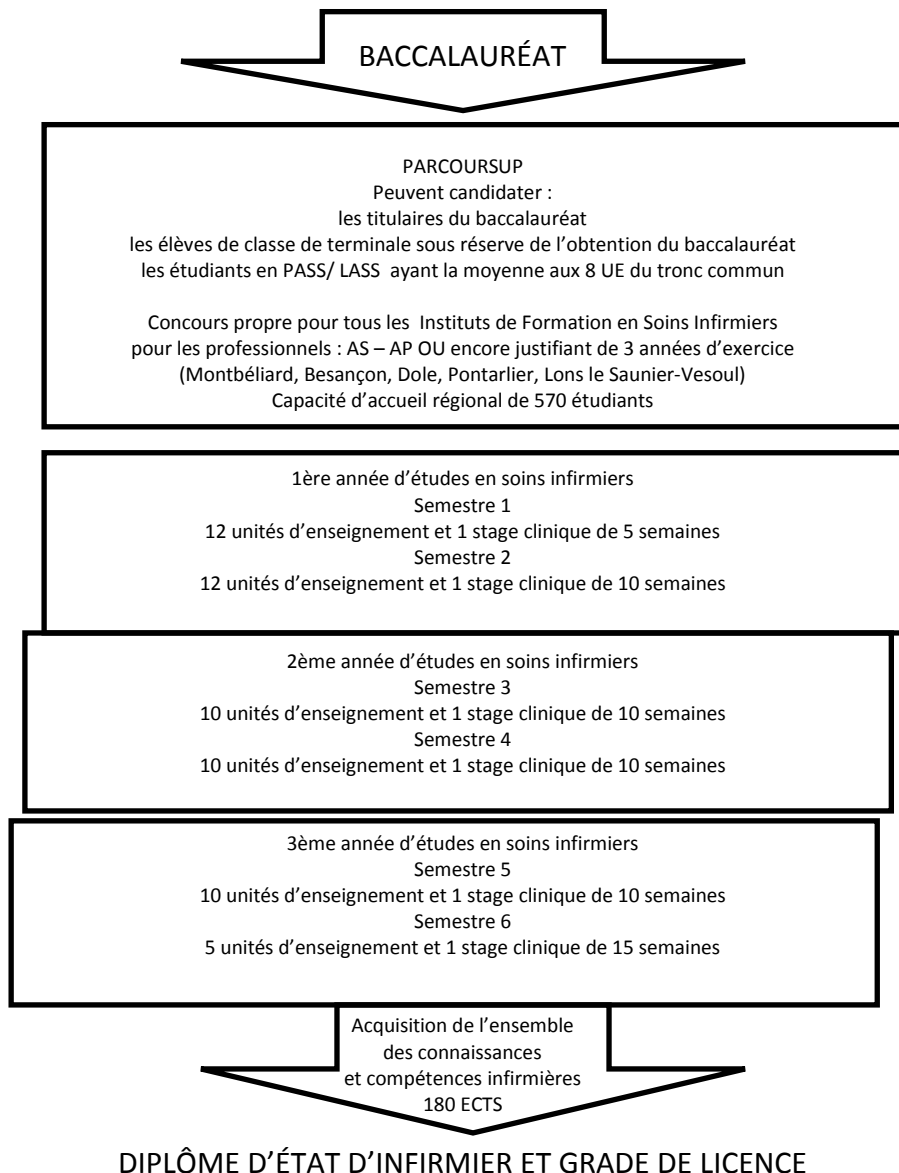 BACCALAURÉAT
PARCOURSUP
Peuvent candidater :
les titulaires du baccalauréat
les élèves de classe de terminale sous réserve de l’obtention du baccalauréat
les étudiants en PASS/ LASS ayant la moyenne aux 8 UE du tronc commun
Concours propre pour tous les Instituts de Formation en Soins Infirmiers
pour les professionnels : AS – AP OU encore justifiant de 3 années d’exercice
(Montbéliard, Besançon, Dole, Pontarlier, Lons le Saunier-Vesoul)
Capacité d’accueil régional de 570 étudiants
1ère année d’études en soins infirmiers
Semestre 1
12 unités d’enseignement et 1 stage clinique de 5 semaines
Semestre 2
12 unités d’enseignement et 1 stage clinique de 10 semaines
2ème année d’études en soins infirmiers
Semestre 3
10 unités d’enseignement et 1 stage clinique de 10 semaines
Semestre 4
10 unités d’enseignement et 1 stage clinique de 10 semaines
3ème année d’études en soins infirmiers
Semestre 5
10 unités d’enseignement et 1 stage clinique de 10 semaines
Semestre 6
5 unités d’enseignement et 1 stage clinique de 15 semaines
Acquisition de l’ensemble
des connaissances
et compétences infirmières
180 ECTS
DIPLÔME D’ÉTAT D’INFIRMIER ET GRADE DE LICENCE